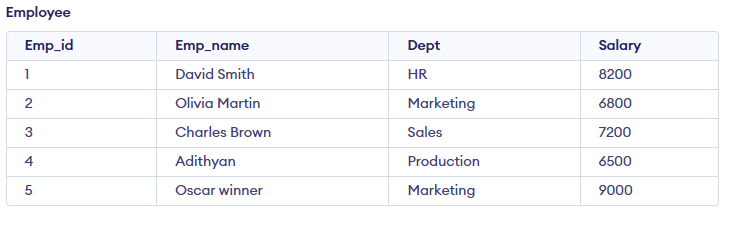 Employee
Emp_id Emp_name Dept Salary
1 David Smith HR 8200
2 Olivia Martin Marketing 6800
3 Charles Brown Sales 7200
4 Adithyan Production 6500
5 Oscar winner Marketing 9000